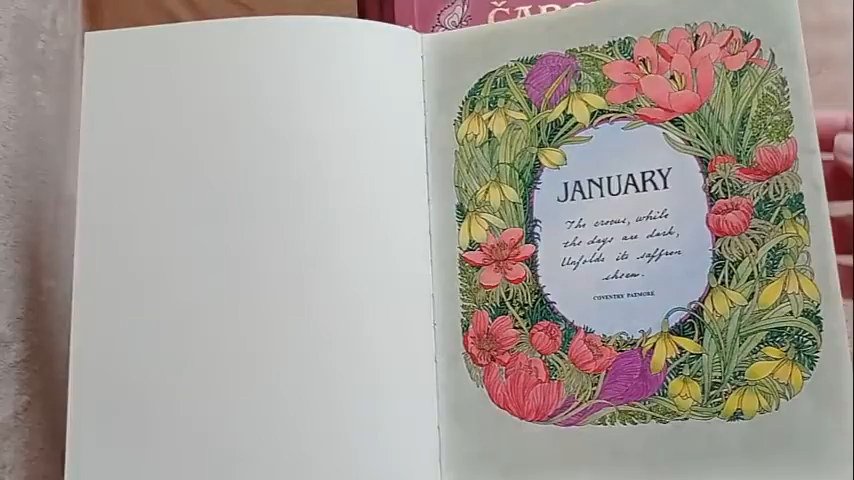 JANUARY
The crocus, while
the days are dark,
Unfolds its saffron
sheen.
COVENTRY PATMORE